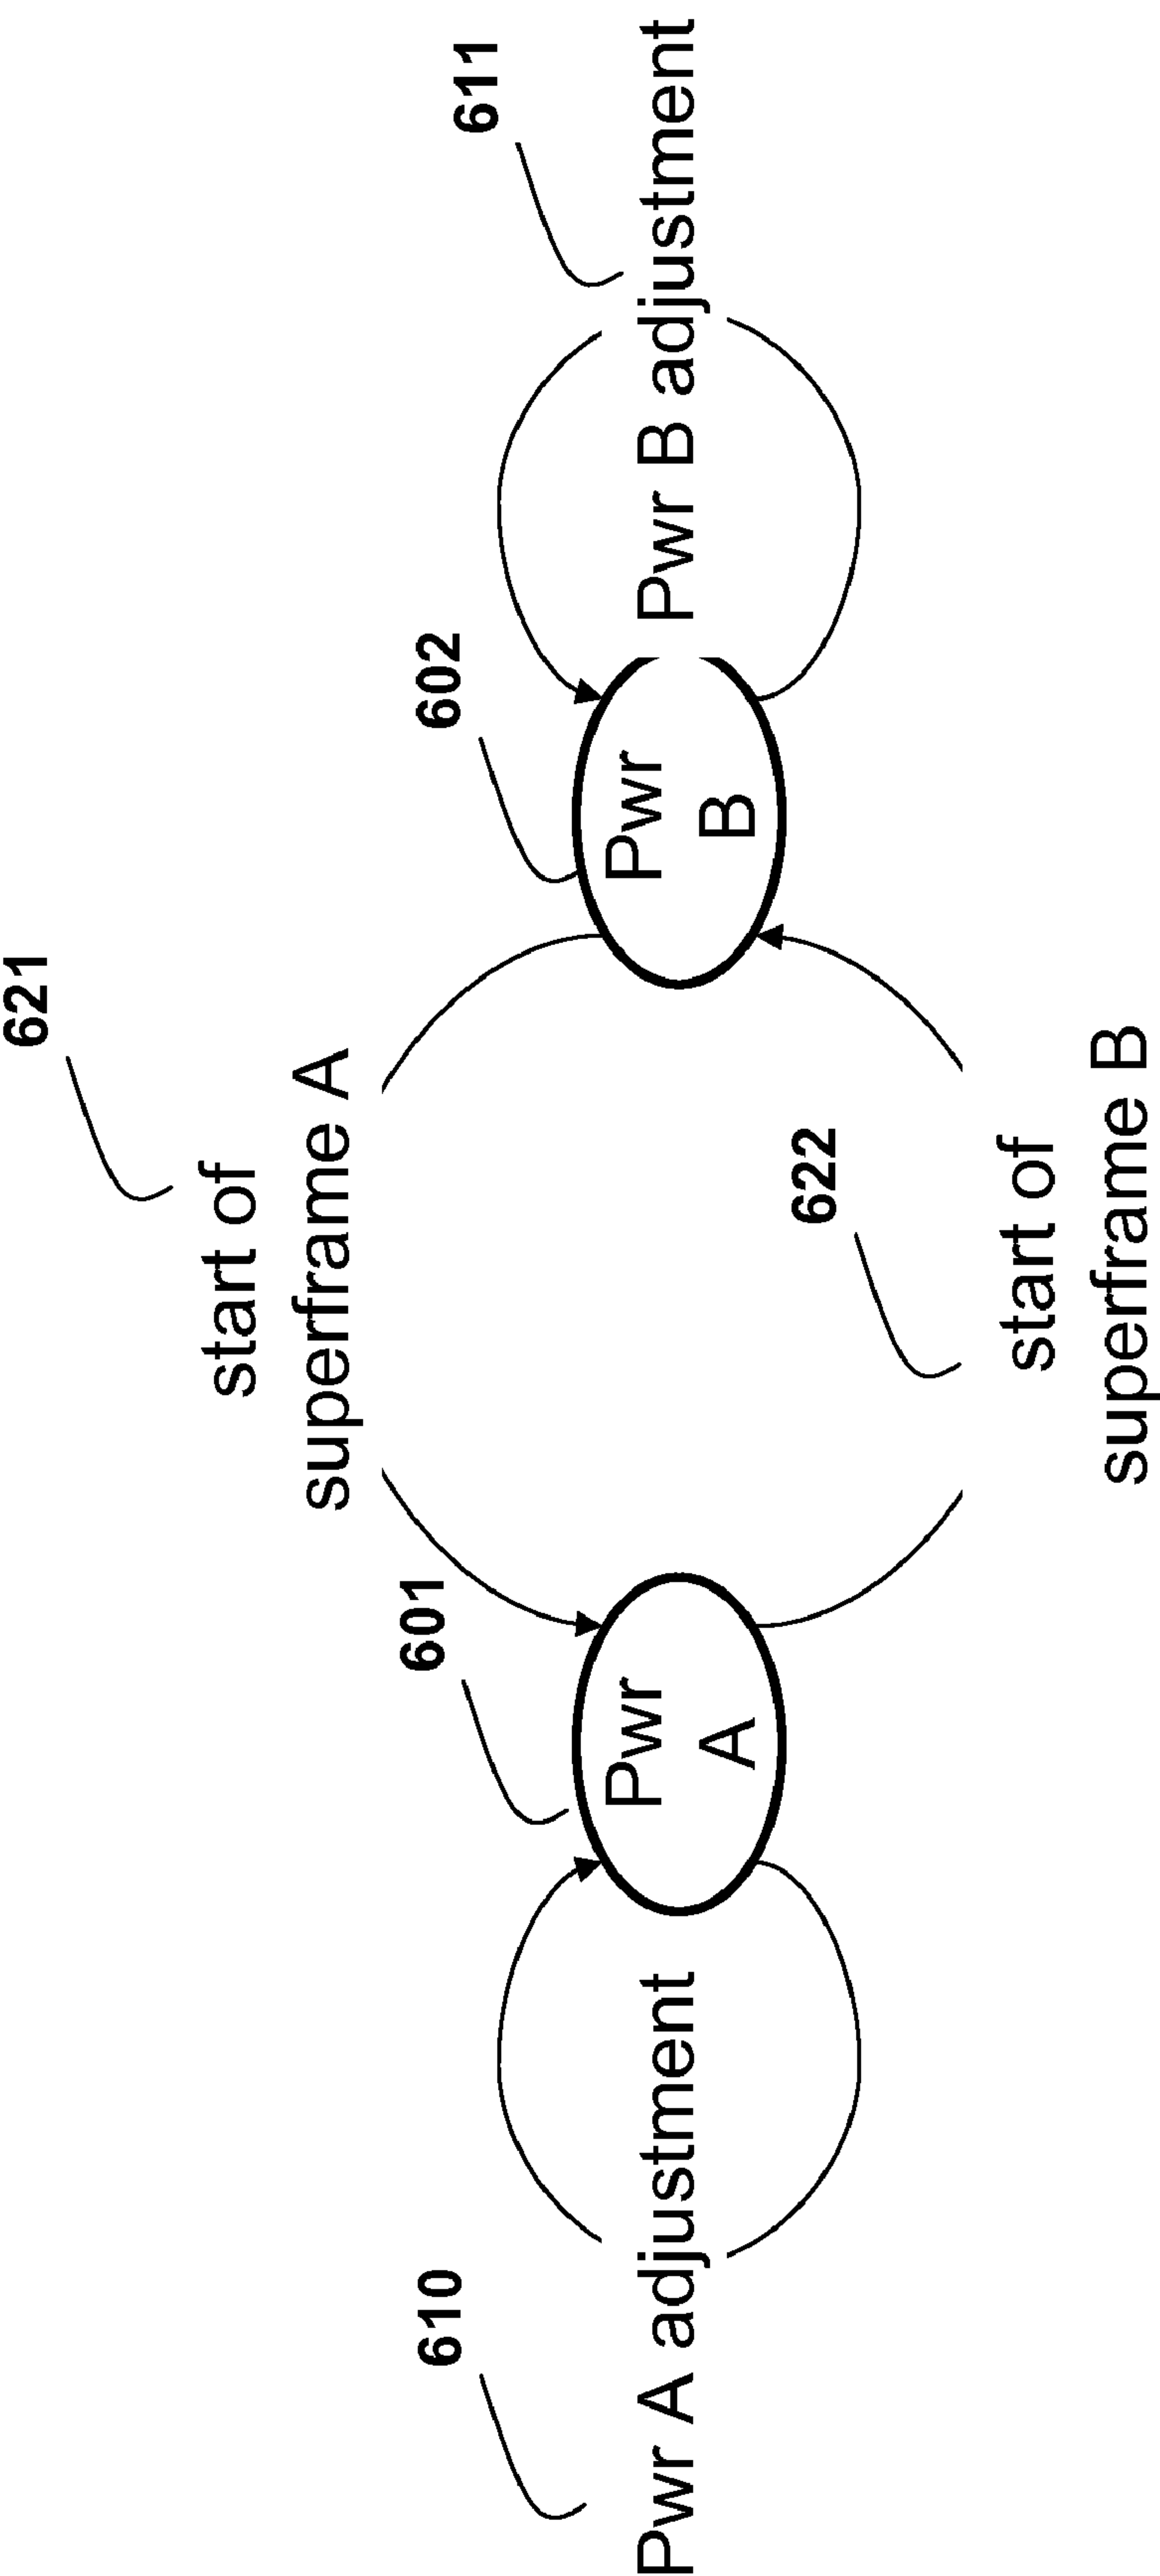 621
start of
superframe A
610
601
602
611
Pwr A adjustment
Pwr
A
Pwr
B
Pwr B adjustment
622
start of
superframe B